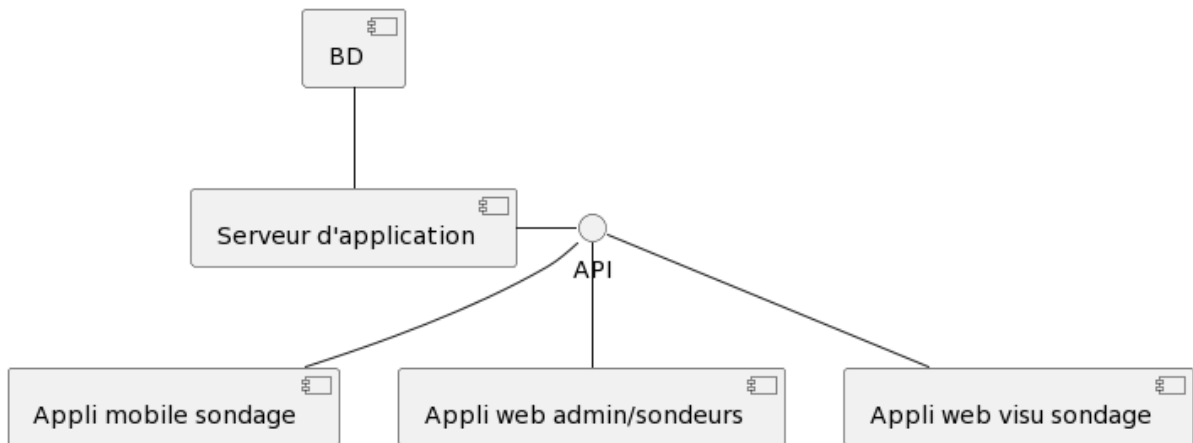 BD
Serveur d'application
API
Appli mobile sondage
Appli web admin/sondeurs
Appli web visu sondage